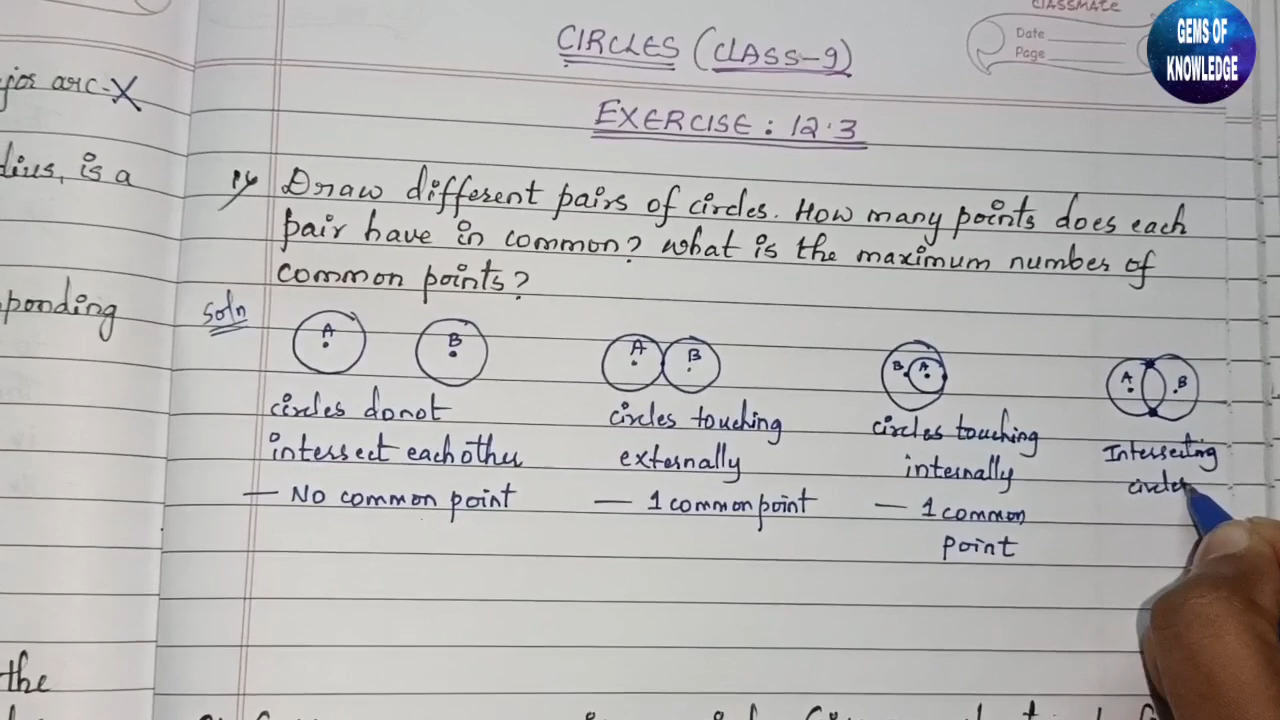 CLASSMATE
Date
Page
GEMS OF
KNOWLEDGE
CIRCLES (CLASS-9)
EXERCISE: 12.3
jor arc-X
dius, is a
ponding
the
1) Draw different pairs of circles. How many points does each
pair have in common? What is the maximum number of
common points?
Soln
A
B
A
B
B
A
A
B
circles donot
intersect each other
— No common point
circles touching
externally
— 1 common point
circles touching
internally
— 1 common
point
Intersecting
circles